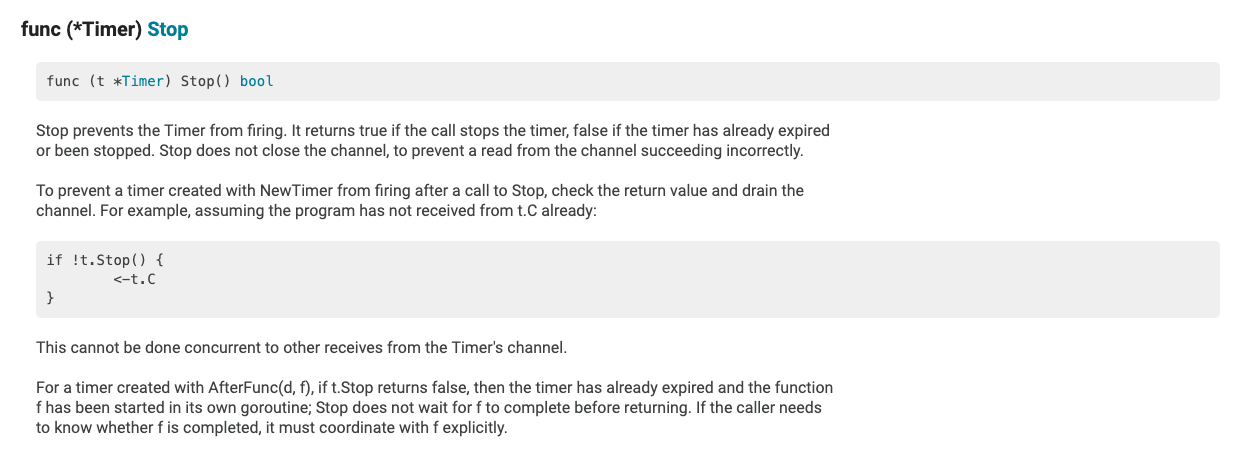 func (*Timer) Stop
func (t *Timer) Stop() bool
Stop prevents the Timer from firing. It returns true if the call stops the timer, false if the timer has already expired
or been stopped. Stop does not close the channel, to prevent a read from the channel succeeding incorrectly.
To prevent a timer created with NewTimer from firing after a call to Stop, check the return value and drain the
channel. For example, assuming the program has not received from t.C already:
if !t.Stop() {
        <-t.C
}
This cannot be done concurrent to other receives from the Timer's channel.
For a timer created with AfterFunc(d, f), if t.Stop returns false, then the timer has already expired and the function
f has been started in its own goroutine; Stop does not wait for f to complete before returning. If the caller needs
to know whether f is completed, it must coordinate with f explicitly.